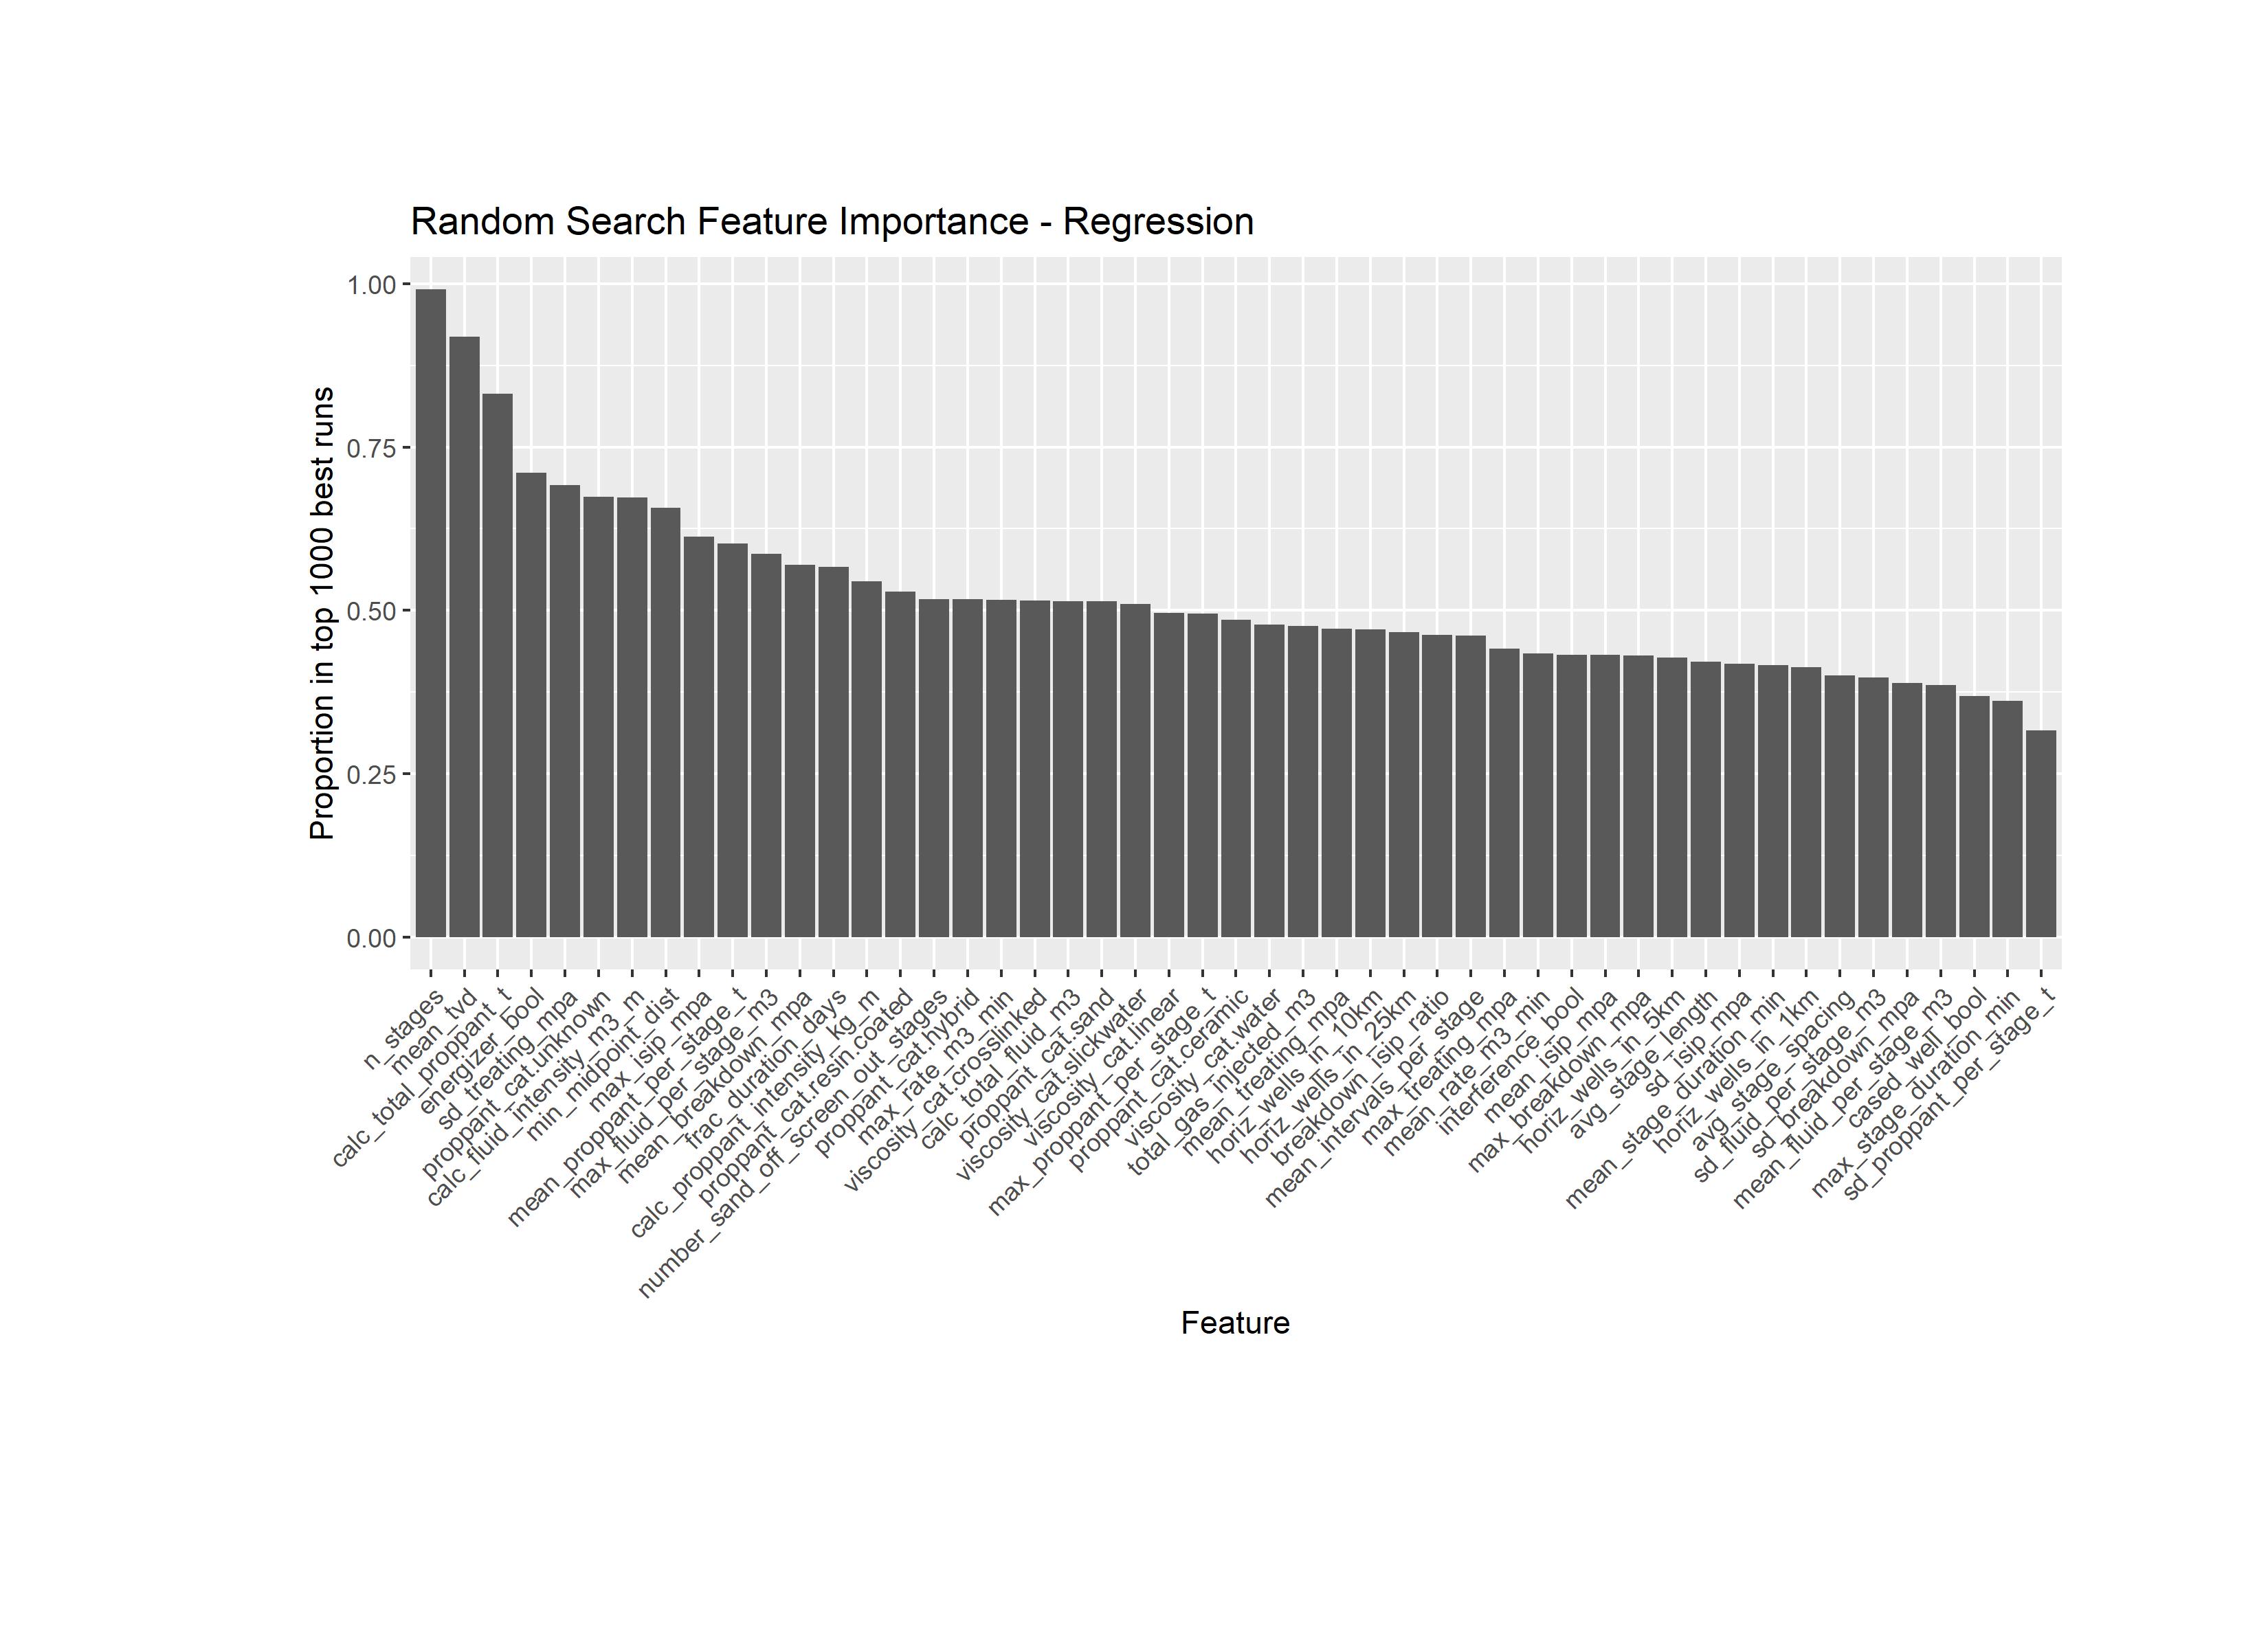 Random Search Feature Importance - Regression
Proportion in top 1000 best runs
1.00
0.75
0.50
0.25
0.00
n_stages
mean_tvd
calc_total_proppant_t
energizer_bool
sd_treating_mpa
proppant_cat.unknown
calc_fluid_intensity_m3_m
min_midpoint_dist
max_isip_mpa
mean_proppant_per_stage_t
max_fluid_per_stage_m3
mean_breakdown_mpa
frac_duration_days
calc_proppant_intensity_kg_m
proppant_cat.resin.coated
number_sand_off_screen_out_stages
proppant_cat.hybrid
max_rate_m3_min
viscosity_cat.crosslinked
calc_total_fluid_m3
proppant_cat.sand
viscosity_cat.slickwater
viscosity_cat.linear
max_proppant_per_stage_t
proppant_cat.ceramic
viscosity_cat.water
total_gas_injected_m3
mean_treating_mpa
horiz_wells_in_10km
horiz_wells_in_25km
breakdown_isip_ratio
mean_intervals_per_stage
max_treating_mpa
mean_rate_m3_min
interference_bool
mean_isip_mpa
max_breakdown_mpa
horiz_wells_in_5km
avg_stage_length
sd_isip_mpa
mean_stage_duration_min
horiz_wells_in_1km
avg_stage_spacing
sd_fluid_per_stage_m3
sd_breakdown_mpa
mean_fluid_per_stage_m3
cased_well_bool
max_stage_duration_min
sd_proppant_per_stage_t
Feature